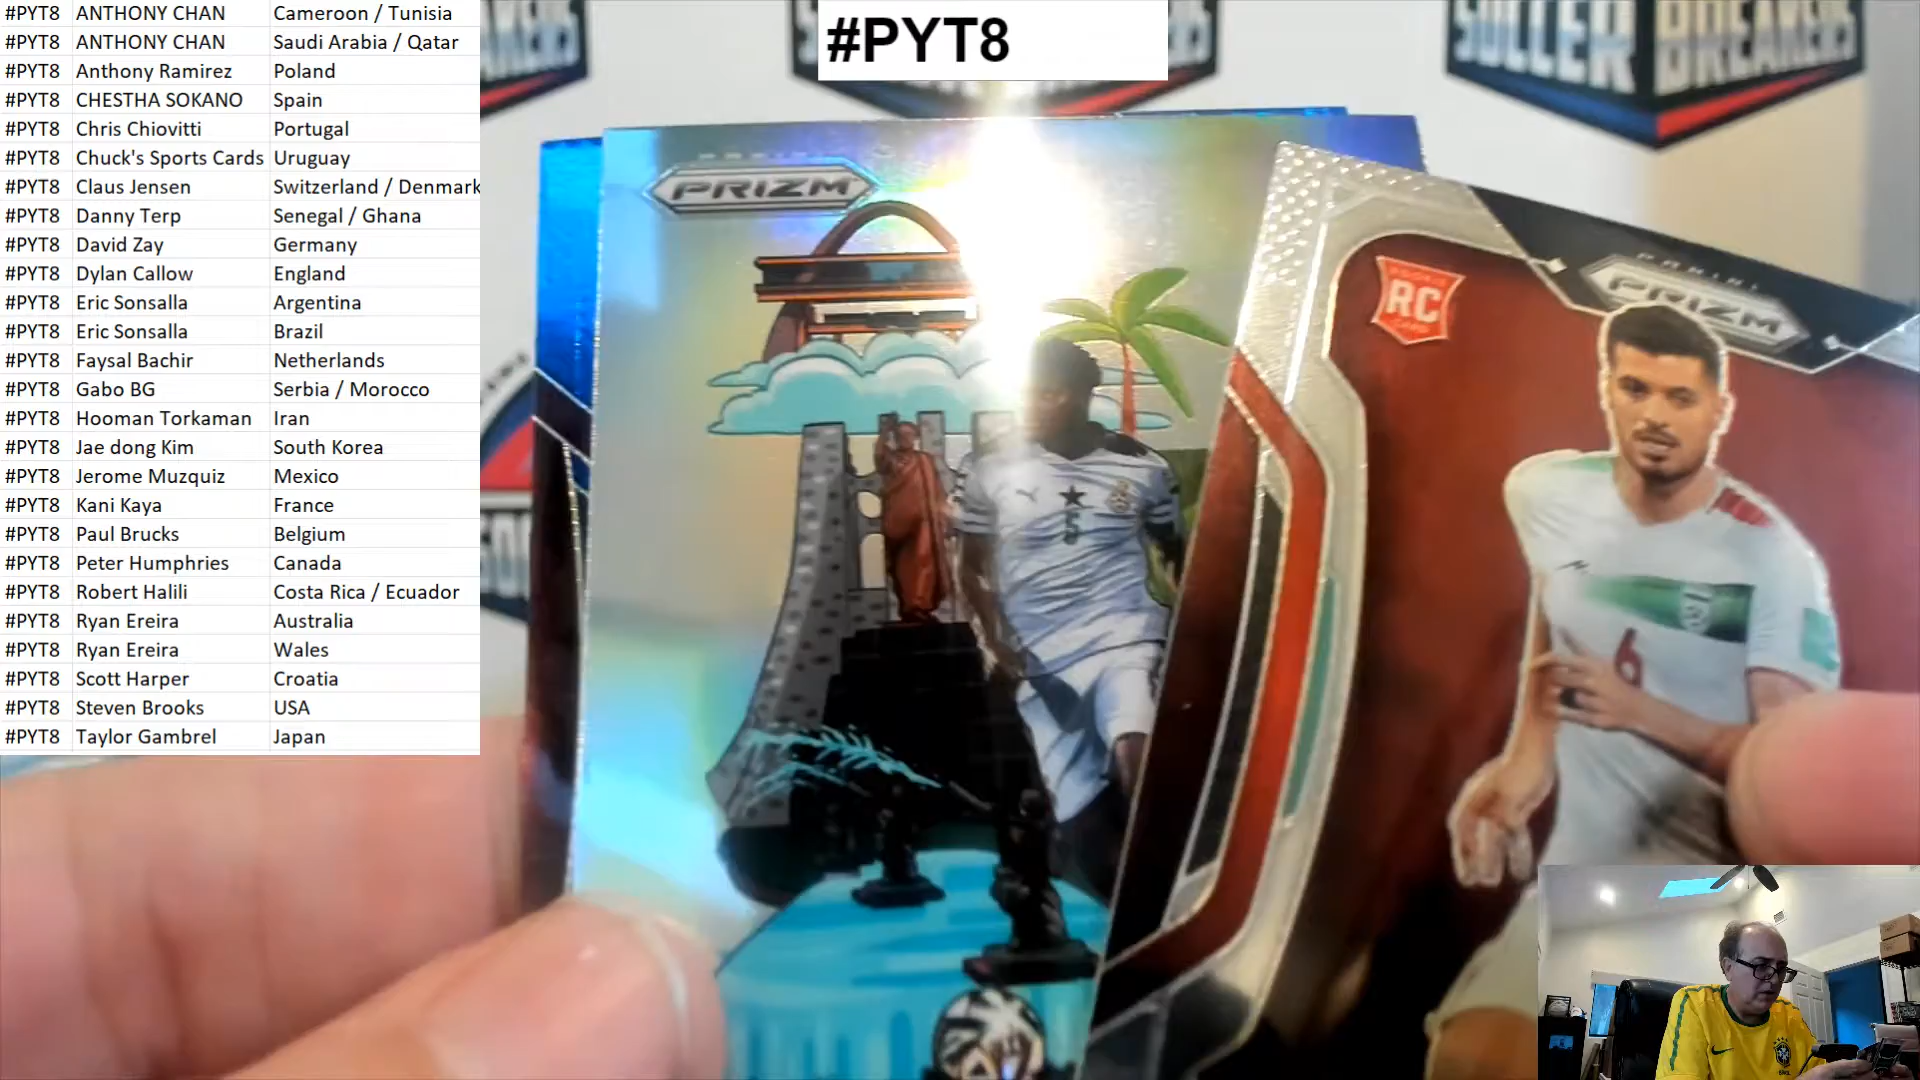 #PYT8 ANTHONY CHAN Cameroon / Tunisia
#PYT8 ANTHONY CHAN Saudi Arabia / Qatar
#PYT8 Anthony Ramirez Poland
#PYT8 CHESTHA SOKANO Spain
#PYT8 Chris Chiovitti Portugal
#PYT8 Chuck's Sports Cards Uruguay
#PYT8 Claus Jensen Switzerland / Denmark
#PYT8 Danny Terp Senegal / Ghana
#PYT8 David Zay Germany
#PYT8 Dylan Callow England
#PYT8 Eric Sonsalla Argentina
#PYT8 Eric Sonsalla Brazil
#PYT8 Faysal Bachir Netherlands
#PYT8 Gabo BG Serbia / Morocco
#PYT8 Hooman Torkaman Iran
#PYT8 Jae dong Kim South Korea
#PYT8 Jerome Muzquiz Mexico
#PYT8 Kani Kaya France
#PYT8 Paul Brucks Belgium
#PYT8 Peter Humphries Canada
#PYT8 Robert Halili Costa Rica / Ecuador
#PYT8 Ryan Ereira Australia
#PYT8 Ryan Ereira Wales
#PYT8 Scott Harper Croatia
#PYT8 Steven Brooks USA
#PYT8 Taylor Gambrel Japan
#PYT8
BREAKERS
PRIZM
5
RC
PANINI
PRIZM
6